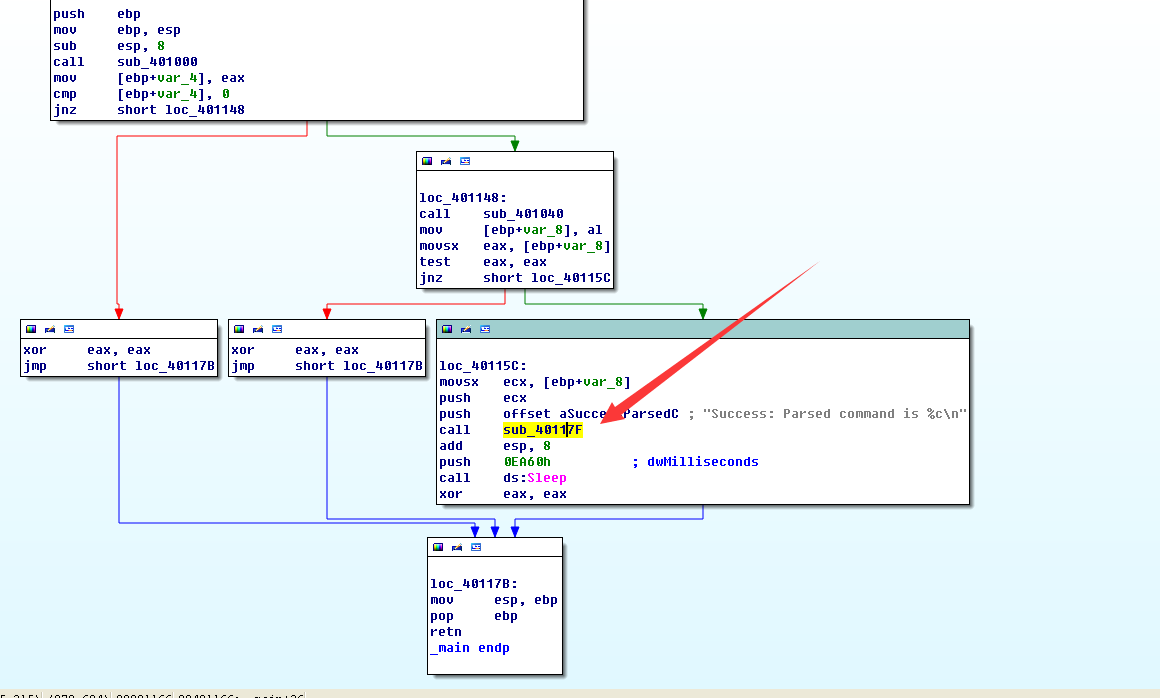 push ebp
mov ebp, esp
sub esp, 8
call sub_401000
mov [ebp+var_4], eax
cmp [ebp+var_4], 0
jnz short loc_401148
loc_401148:
call sub_401040
mov [ebp+var_8], al
movsx eax, [ebp+var_8]
test eax, eax
jnz short loc_40115C
xor eax, eax
jmp short loc_40117B
xor eax, eax
jmp short loc_40117B
loc_40115C:
movsx ecx, [ebp+var_8]
push ecx
push offset aSuccessParsedC ; "Success: Parsed command is %c\n"
call sub_40117F
add esp, 8
push 0EA60h ; dwMilliseconds
call ds:Sleep
xor eax, eax
loc_40117B:
mov esp, ebp
pop ebp
retn
_main endp